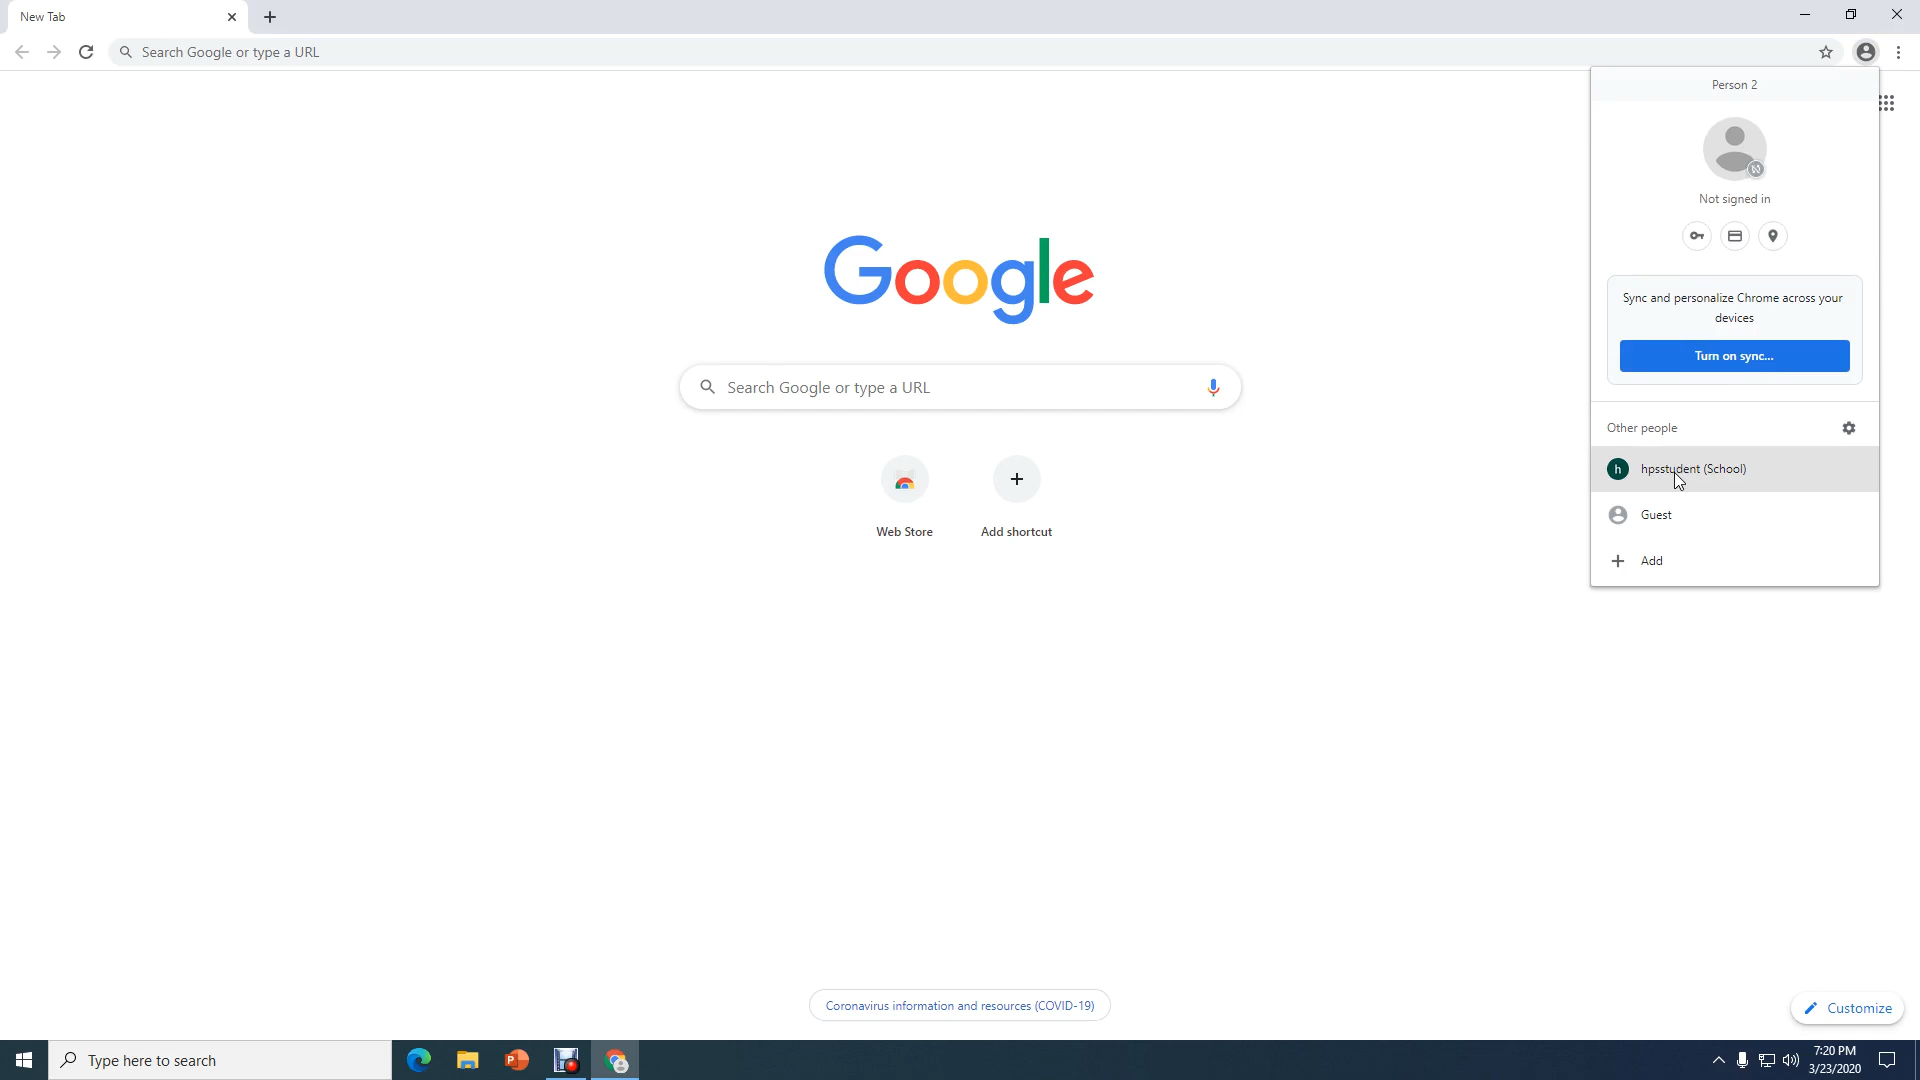 New Tab
Search Google or type a URL
Person 2
Not signed in
Sync and personalize Chrome across your
devices
Turn on sync...
Other people
h hpsstudent (School)
Guest
Add
Google
Search Google or type a URL
Web Store
Add shortcut
Coronavirus information and resources (COVID-19)
Customize
Type here to search
7:20 PM
3/23/2020